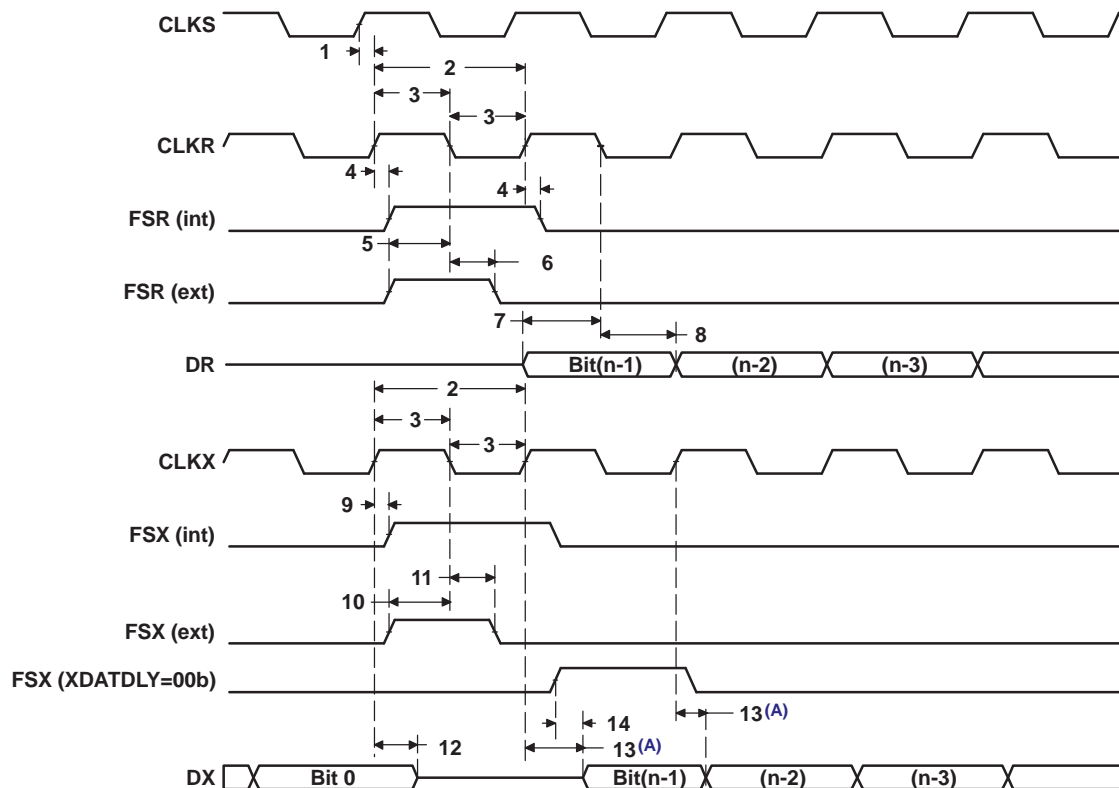 CLKS
1
2
3
3
CLKR
4
4
FSR (int)
5
6
FSR (ext)
7
8
DR
Bit(n-1)
(n-2)
(n-3)
2
3
3
CLKX
9
FSX (int)
11
10
FSX (ext)
FSX (XDATDLY=00b)
13(A)
14
12
13(A)
DX
Bit 0
Bit(n-1)
(n-2)
(n-3)